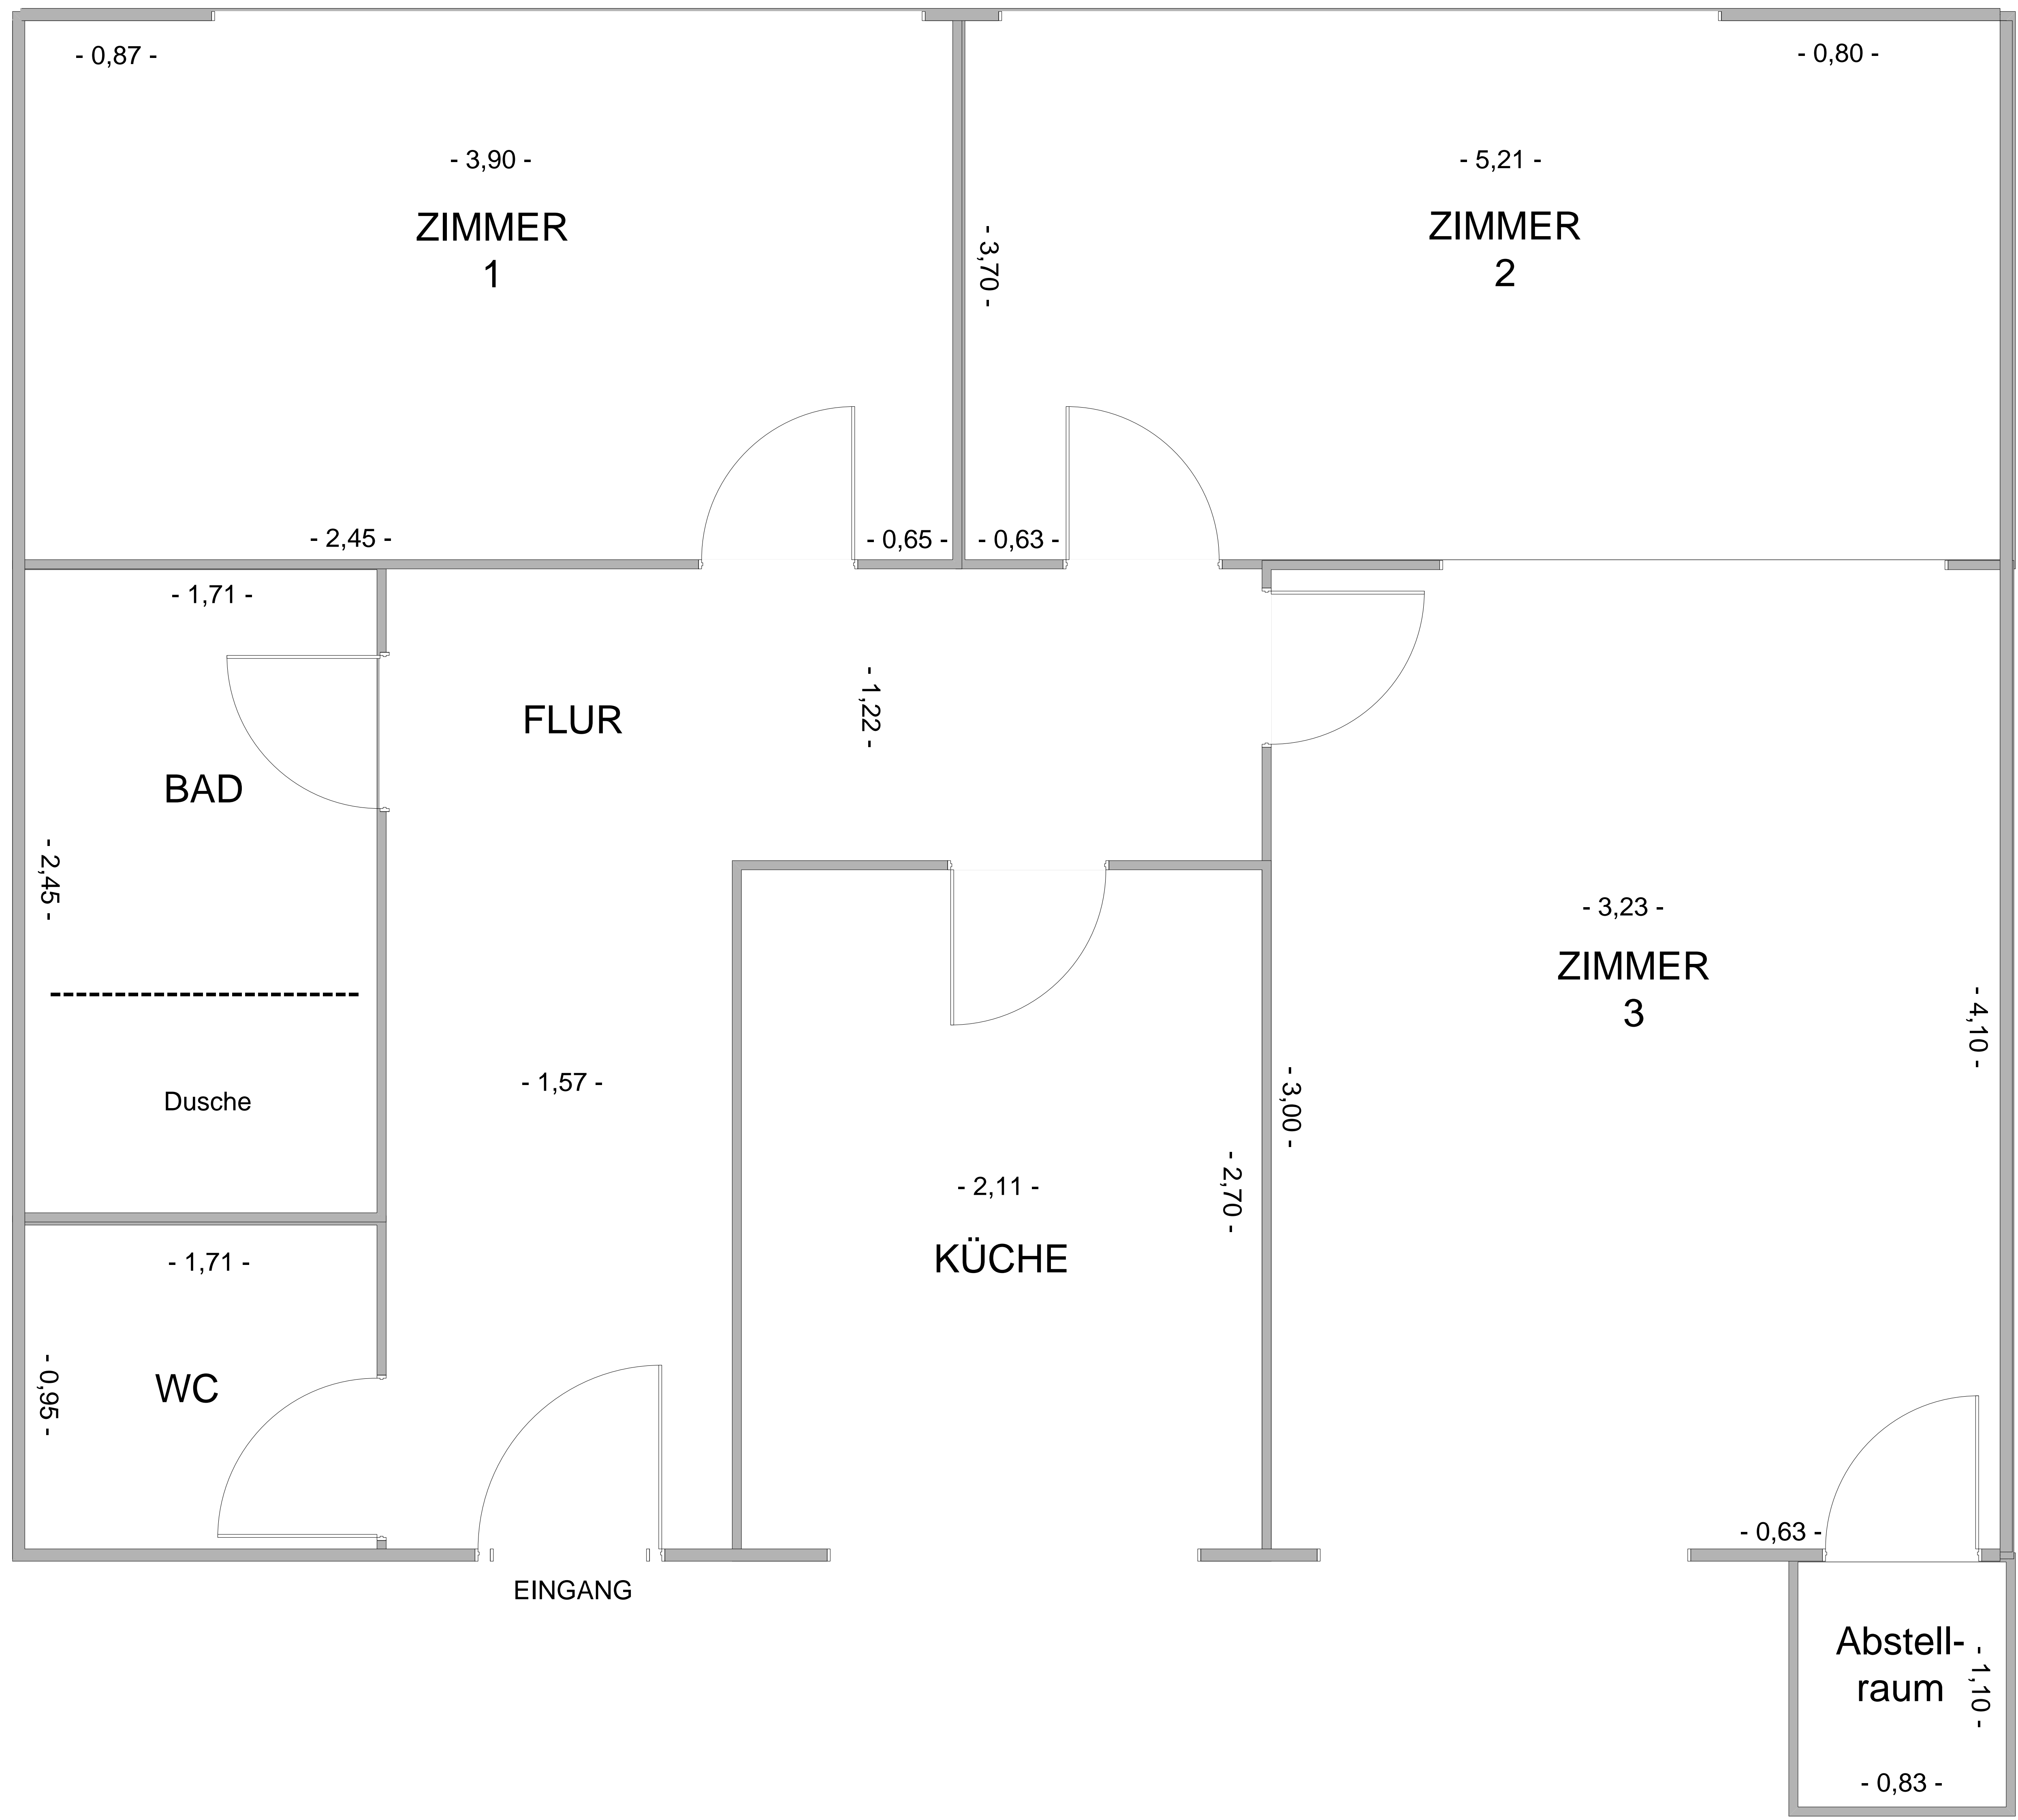 - 0,87 -
- 0,80 -
- 3,90 -
- 5,21 -
ZIMMER
1
ZIMMER
2
- 3,70 -
- 2,45 -
- 0,65 -
- 0,63 -
- 1,71 -
- 1,22 -
FLUR
BAD
- 2,45 -
- 3,23 -
ZIMMER
3
- 4,10 -
Dusche
- 1,57 -
- 3,00 -
- 2,11 -
- 2,70 -
KÜCHE
- 1,71 -
WC
- 0,95 -
- 0,63 -
EINGANG
Abstell-
raum
- 1,10 -
- 0,83 -